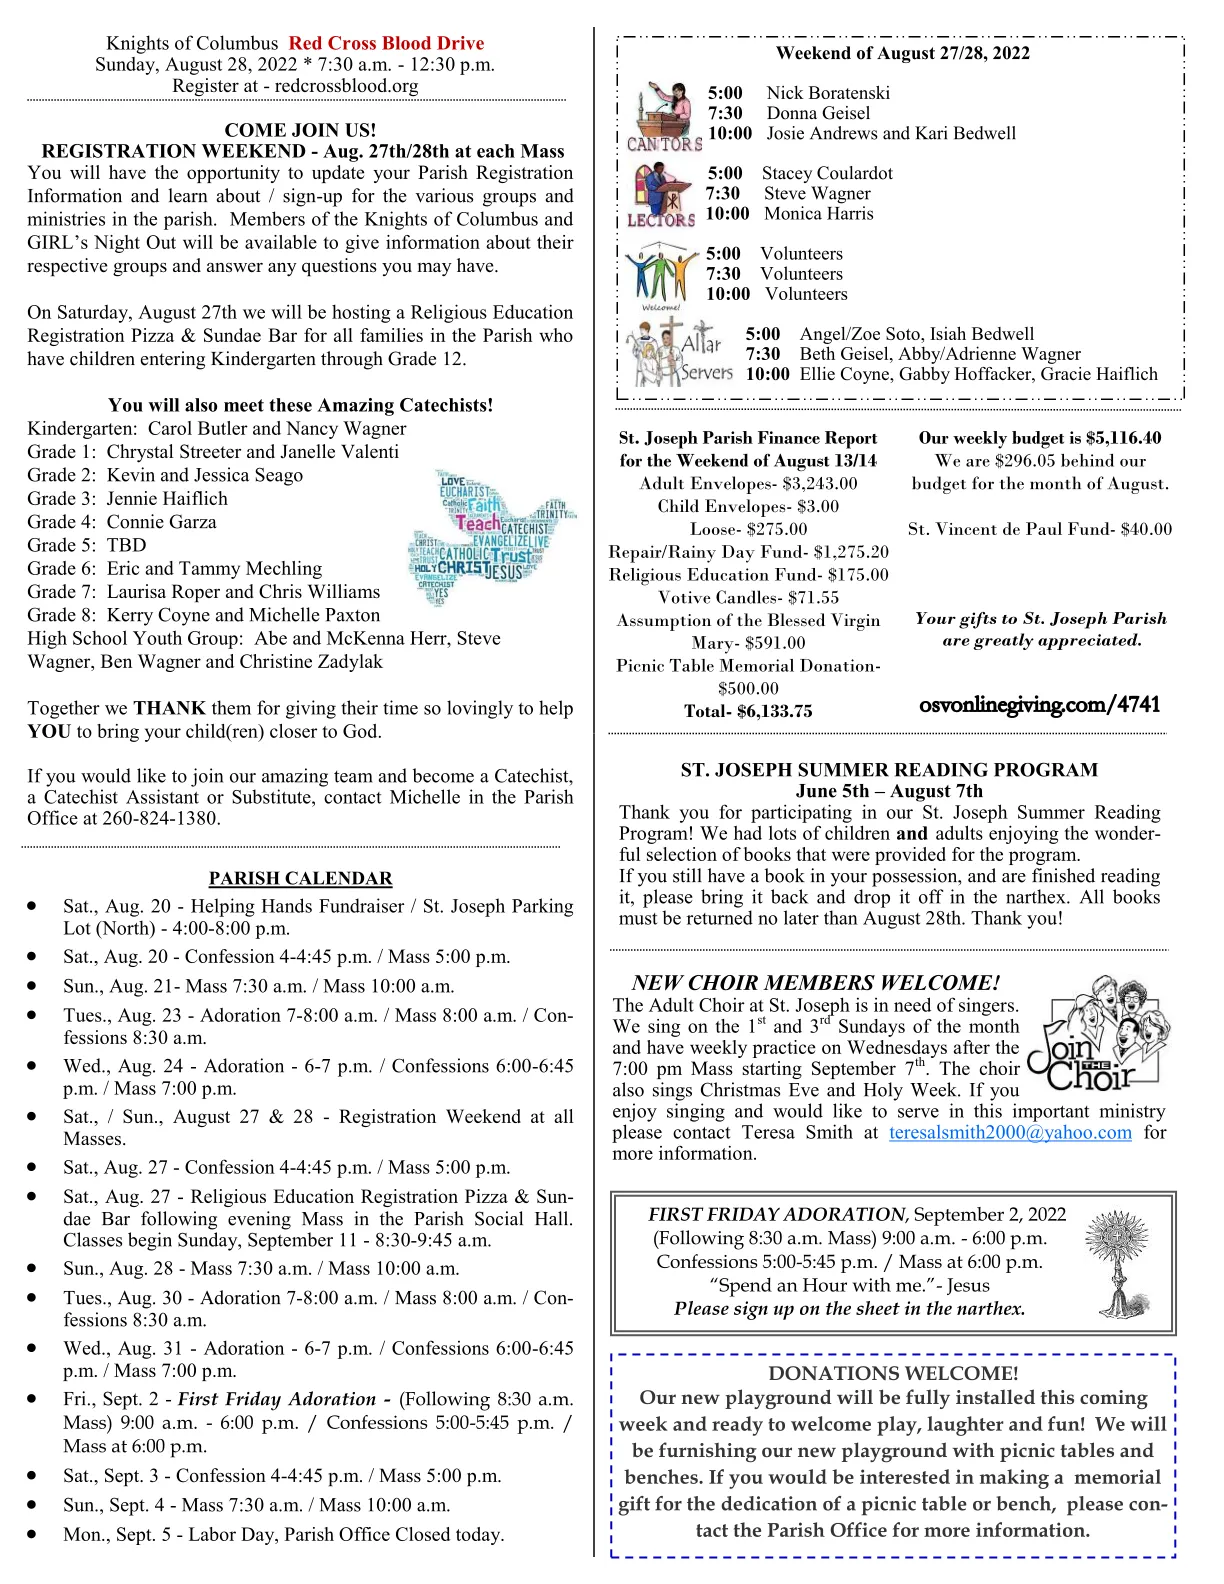 Knights of Columbus Red Cross Blood Drive
Sunday, August 28, 2022 * 7:30 a.m. - 12:30 p.m.
Register at - redcrossblood.org
COME JOIN US!
REGISTRATION WEEKEND - Aug. 27th/28th at each Mass
You will have the opportunity to update your Parish Registration
Information and learn about / sign-up for the various groups and
ministries in the parish. Members of the Knights of Columbus and
GIRL’s Night Out will be available to give information about their
respective groups and answer any questions you may have.
On Saturday, August 27th we will be hosting a Religious Education
Registration Pizza & Sundae Bar for all families in the Parish who
have children entering Kindergarten through Grade 12.
You will also meet these Amazing Catechists!
Kindergarten: Carol Butler and Nancy Wagner
Grade 1: Chrystal Streeter and Janelle Valenti
Grade 2: Kevin and Jessica Seago
Grade 3: Jennie Haiflich
Grade 4: Connie Garza
Grade 5: TBD
Grade 6: Eric and Tammy Mechling
Grade 7: Laurisa Roper and Chris Williams
Grade 8: Kerry Coyne and Michelle Paxton
High School Youth Group: Abe and McKenna Herr, Steve
Wagner, Ben Wagner and Christine Zadylak
LOVE
EUCHARIST
Catholic Faith
FAITH
TRINITY
Teach
CATECHIST
CHRIST EVANGELIZE LIVE
TEACH CATHOLIC Trust
HOLY CHRIST JESUS
EVANGELIZE
CATECHIST
YES
YES
Together we THANK them for giving their time so lovingly to help
YOU to bring your child(ren) closer to God.
If you would like to join our amazing team and become a Catechist,
a Catechist Assistant or Substitute, contact Michelle in the Parish
Office at 260-824-1380.
PARISH CALENDAR
• Sat., Aug. 20 - Helping Hands Fundraiser / St. Joseph Parking
Lot (North) - 4:00-8:00 p.m.
• Sat., Aug. 20 - Confession 4-4:45 p.m. / Mass 5:00 p.m.
• Sun., Aug. 21- Mass 7:30 a.m. / Mass 10:00 a.m.
• Tues., Aug. 23 - Adoration 7-8:00 a.m. / Mass 8:00 a.m. / Con-
fessions 8:30 a.m.
• Wed., Aug. 24 - Adoration - 6-7 p.m. / Confessions 6:00-6:45
p.m. / Mass 7:00 p.m.
• Sat., / Sun., August 27 & 28 - Registration Weekend at all
Masses.
• Sat., Aug. 27 - Confession 4-4:45 p.m. / Mass 5:00 p.m.
• Sat., Aug. 27 - Religious Education Registration Pizza & Sun-
dae Bar following evening Mass in the Parish Social Hall.
Classes begin Sunday, September 11 - 8:30-9:45 a.m.
• Sun., Aug. 28 - Mass 7:30 a.m. / Mass 10:00 a.m.
• Tues., Aug. 30 - Adoration 7-8:00 a.m. / Mass 8:00 a.m. / Con-
fessions 8:30 a.m.
• Wed., Aug. 31 - Adoration - 6-7 p.m. / Confessions 6:00-6:45
p.m. / Mass 7:00 p.m.
• Fri., Sept. 2 - First Friday Adoration - (Following 8:30 a.m.
Mass) 9:00 a.m. - 6:00 p.m. / Confessions 5:00-5:45 p.m. /
Mass at 6:00 p.m.
• Sat., Sept. 3 - Confession 4-4:45 p.m. / Mass 5:00 p.m.
• Sun., Sept. 4 - Mass 7:30 a.m. / Mass 10:00 a.m.
• Mon., Sept. 5 - Labor Day, Parish Office Closed today.
Weekend of August 27/28, 2022
CANTORS
5:00 Nick Boratenski
7:30 Donna Geisel
10:00 Josie Andrews and Kari Bedwell
LECTORS
5:00 Stacey Coulardot
7:30 Steve Wagner
10:00 Monica Harris
Welcome!
5:00 Volunteers
7:30 Volunteers
10:00 Volunteers
Altar
Servers
5:00 Angel/Zoe Soto, Isiah Bedwell
7:30 Beth Geisel, Abby/Adrienne Wagner
10:00 Ellie Coyne, Gabby Hoffacker, Gracie Haiflich
St. Joseph Parish Finance Report
for the Weekend of August 13/14
Adult Envelopes- $3,243.00
Child Envelopes- $3.00
Loose- $275.00
Repair/Rainy Day Fund- $1,275.20
Religious Education Fund- $175.00
Votive Candles- $71.55
Assumption of the Blessed Virgin
Mary- $591.00
Picnic Table Memorial Donation-
$500.00
Total- $6,133.75
Our weekly budget is $5,116.40
We are $296.05 behind our
budget for the month of August.
St. Vincent de Paul Fund- $40.00
Your gifts to St. Joseph Parish
are greatly appreciated.
osvonlinegiving.com/4741
ST. JOSEPH SUMMER READING PROGRAM
June 5th – August 7th
Thank you for participating in our St. Joseph Summer Reading
Program! We had lots of children and adults enjoying the wonder-
ful selection of books that were provided for the program.
If you still have a book in your possession, and are finished reading
it, please bring it back and drop it off in the narthex. All books
must be returned no later than August 28th. Thank you!
NEW CHOIR MEMBERS WELCOME!
The Adult Choir at St. Joseph is in need of singers.
We sing on the 1st and 3rd Sundays of the month
and have weekly practice on Wednesdays after the
7:00 pm Mass starting September 7th. The choir
also sings Christmas Eve and Holy Week. If you
enjoy singing and would like to serve in this important ministry
please contact Teresa Smith at teresalsmith2000@yahoo.com for
more information.
Join
THE
Choir
FIRST FRIDAY ADORATION, September 2, 2022
(Following 8:30 a.m. Mass) 9:00 a.m. - 6:00 p.m.
Confessions 5:00-5:45 p.m. / Mass at 6:00 p.m.
“Spend an Hour with me.”- Jesus
Please sign up on the sheet in the narthex.
DONATIONS WELCOME!
Our new playground will be fully installed this coming
week and ready to welcome play, laughter and fun! We will
be furnishing our new playground with picnic tables and
benches. If you would be interested in making a memorial
gift for the dedication of a picnic table or bench, please con-
tact the Parish Office for more information.